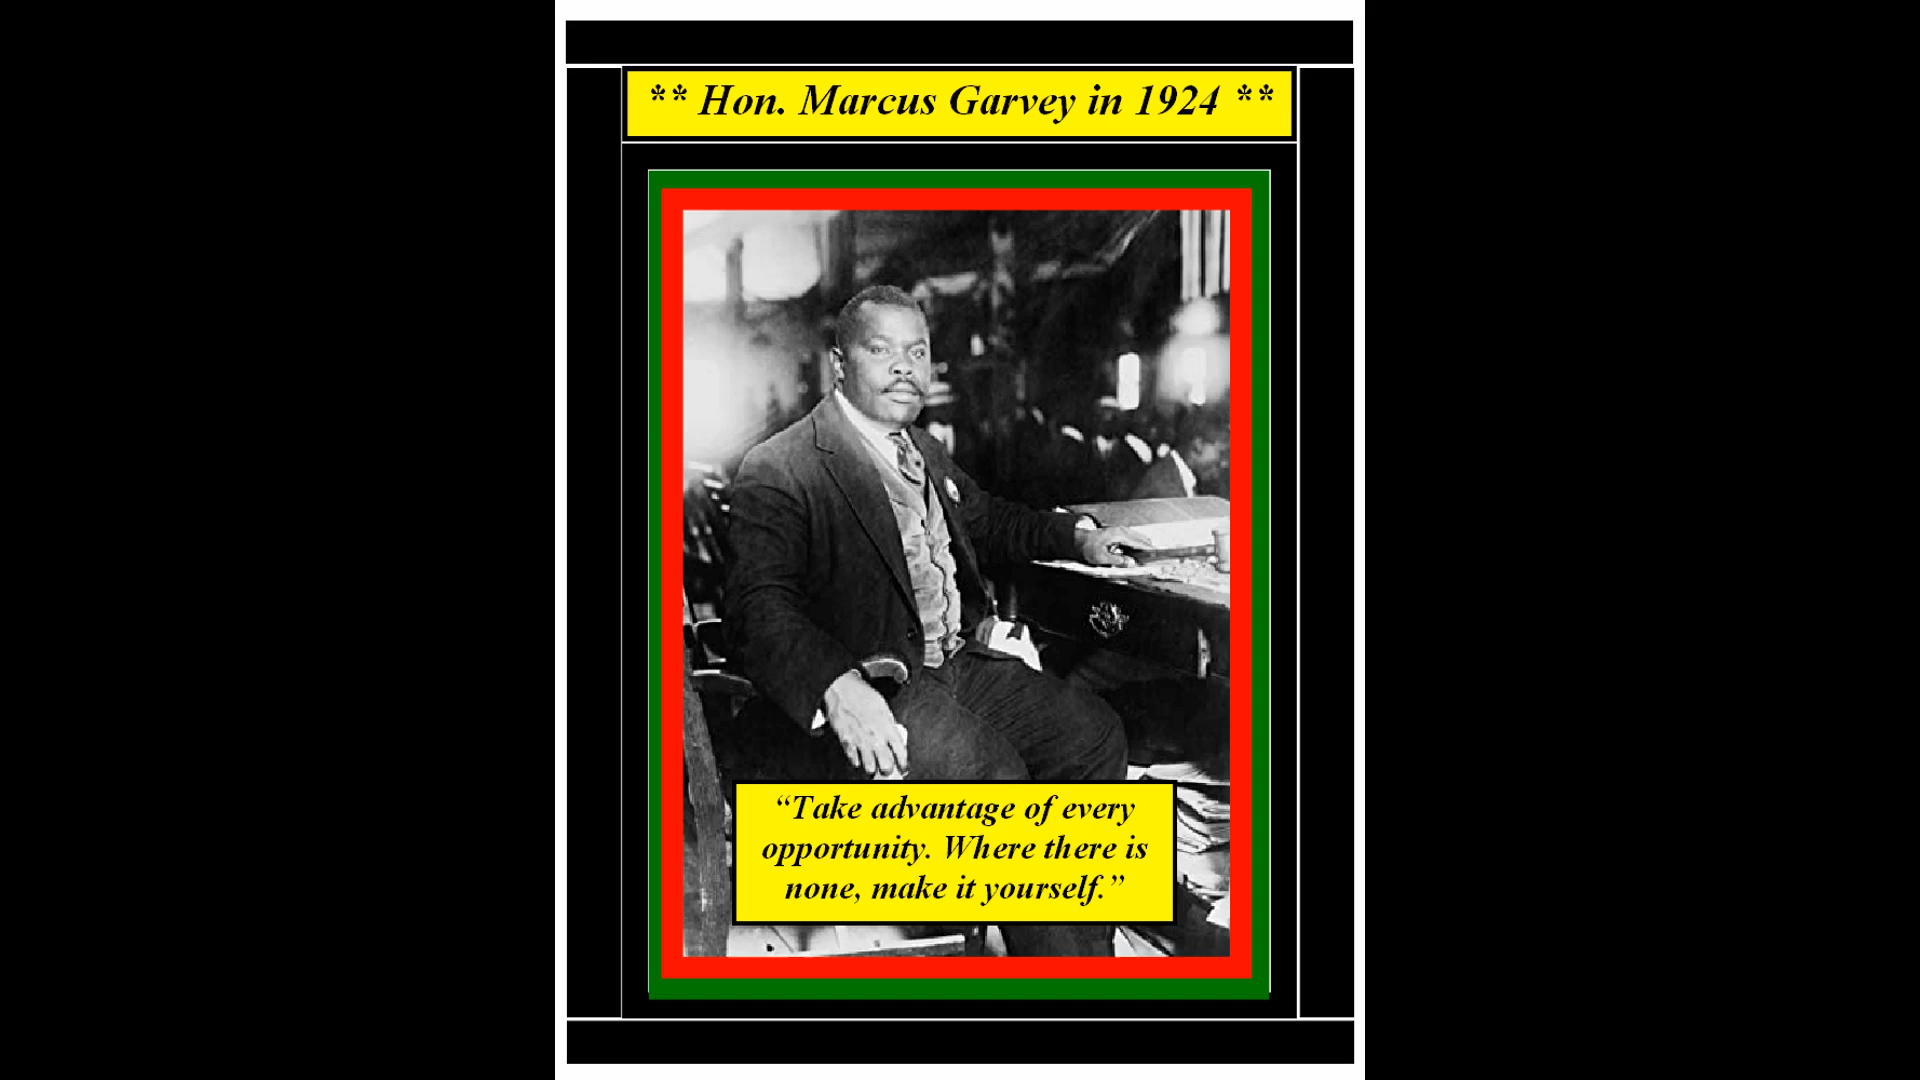 ** Hon. Marcus Garvey in 1924 **
“Take advantage of every
opportunity. Where there is
none, make it yourself.”